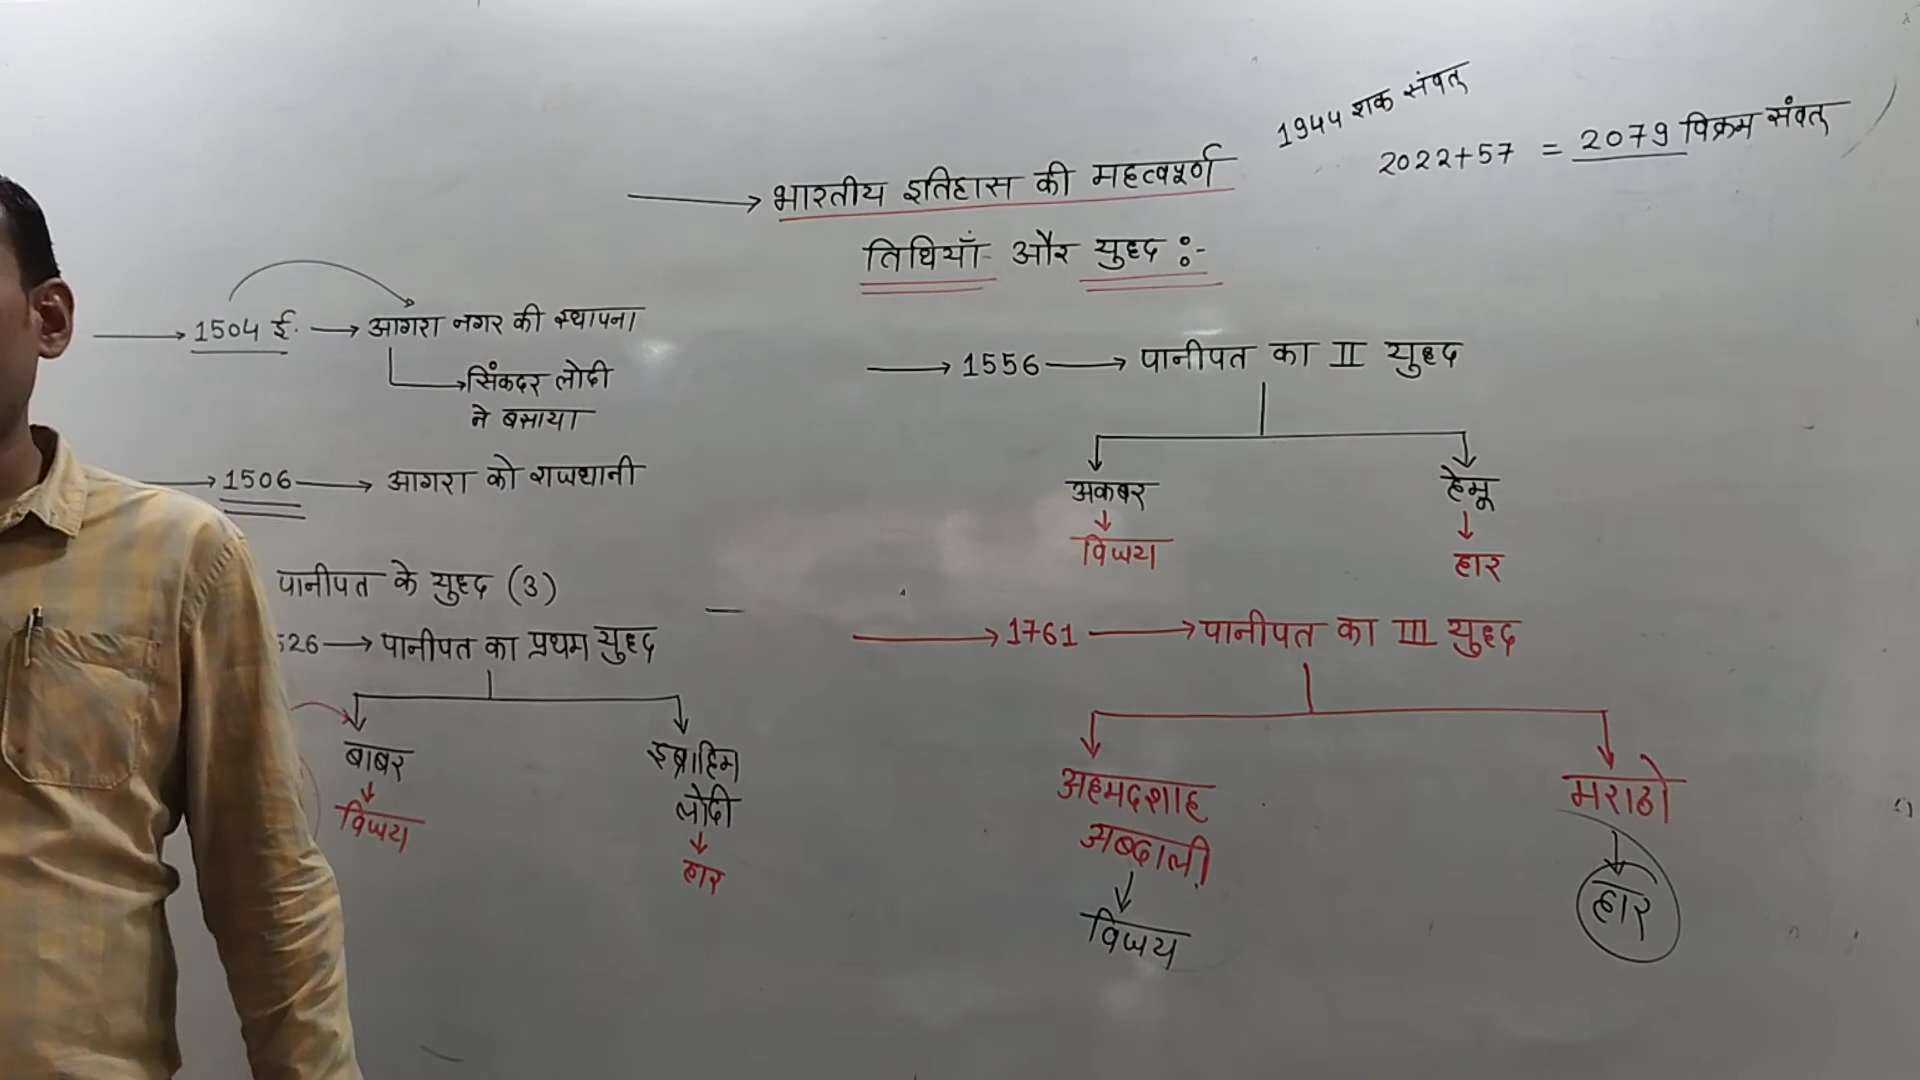 1944 शक संवत्
2022+57 = 2079 विक्रम संवत्
भारतीय इतिहास की महत्वपूर्ण
तिथियाँ और युद्ध :-
1504 ई. → आगरा नगर की स्थापना
सिंकदर लोदी
ने बसाया
1506 → आगरा को राजधानी
पानीपत के युद्ध (3)
526 → पानीपत का प्रथम युद्ध
बाबर
विजय
इब्राहिम
लोदी
हार
1556 → पानीपत का II युद्ध
अकबर
विजय
हेमू
हार
1761 → पानीपत का III युद्ध
अहमदशाह
अब्दाली
विजय
मराठो
हार